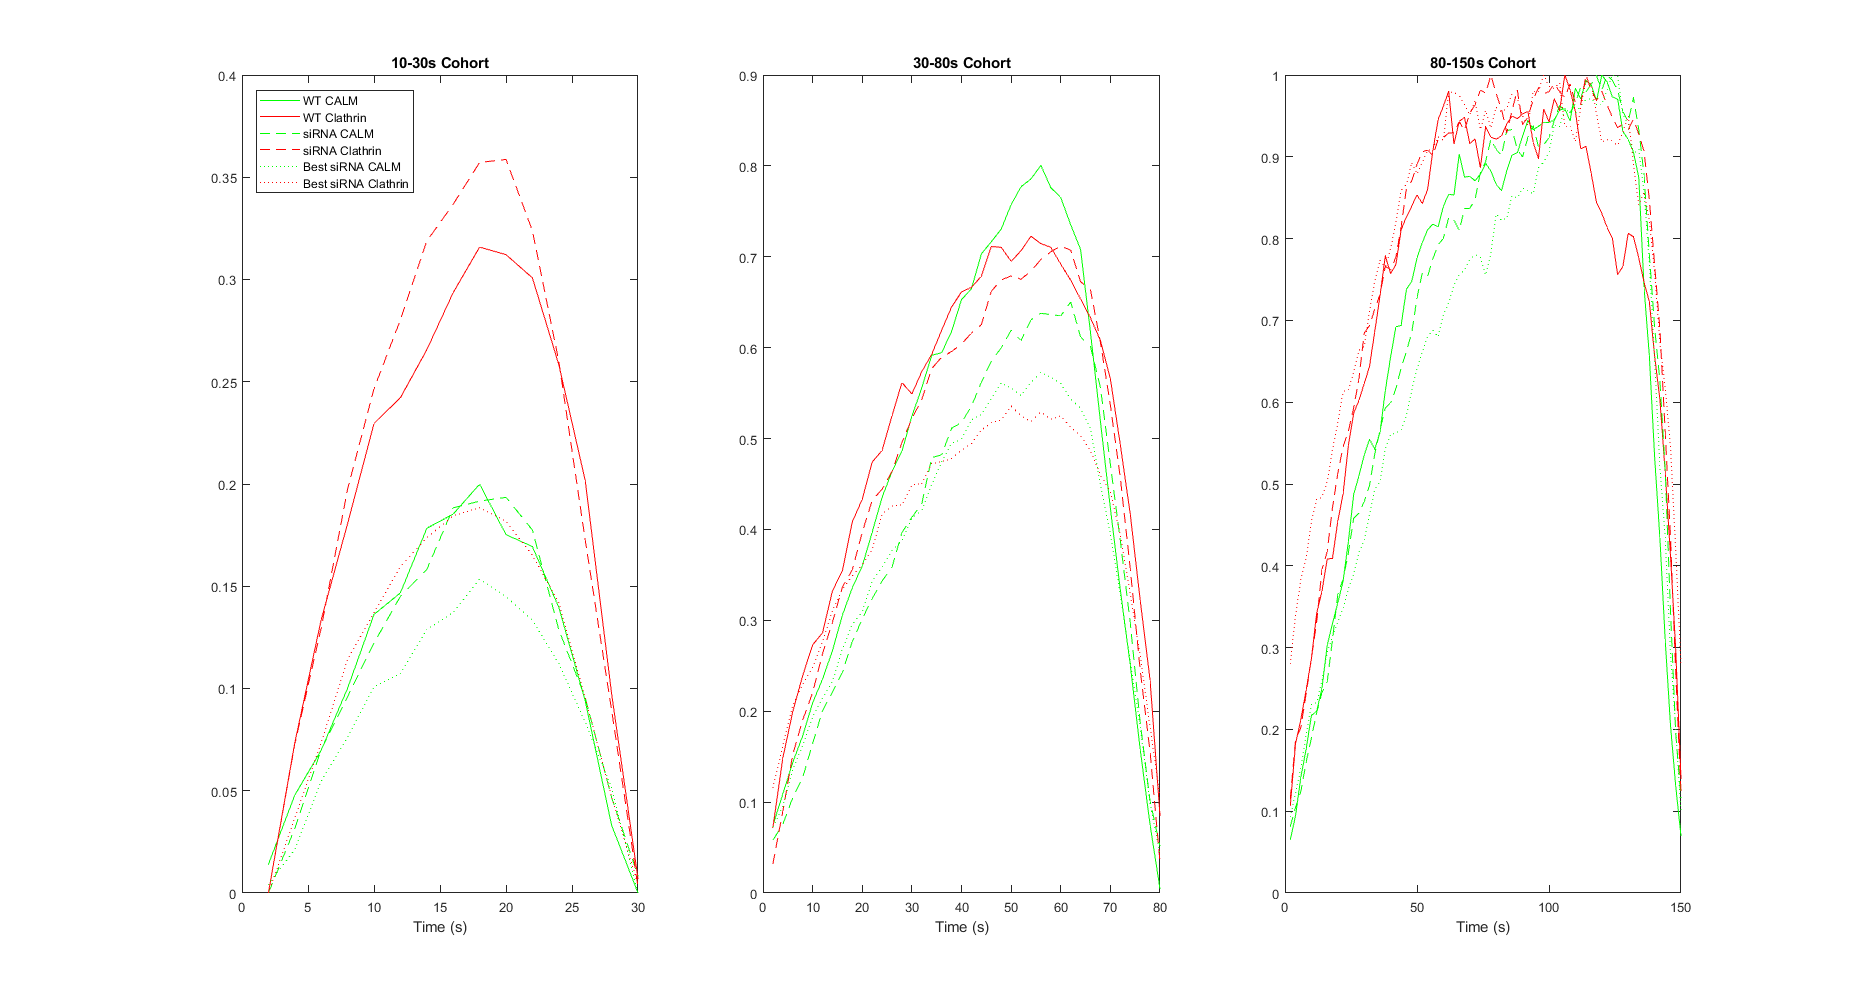 10-30s Cohort
0.4
0.35
0.3
0.25
0.2
0.15
0.1
0.05
0
WT CALM
WT Clathrin
siRNA CALM
siRNA Clathrin
Best siRNA CALM
Best siRNA Clathrin
0 5 10 15 20 25 30
Time (s)
30-80s Cohort
0.9
0.8
0.7
0.6
0.5
0.4
0.3
0.2
0.1
0
0 10 20 30 40 50 60 70 80
Time (s)
80-150s Cohort
1
0.9
0.8
0.7
0.6
0.5
0.4
0.3
0.2
0.1
0
0 50 100 150
Time (s)